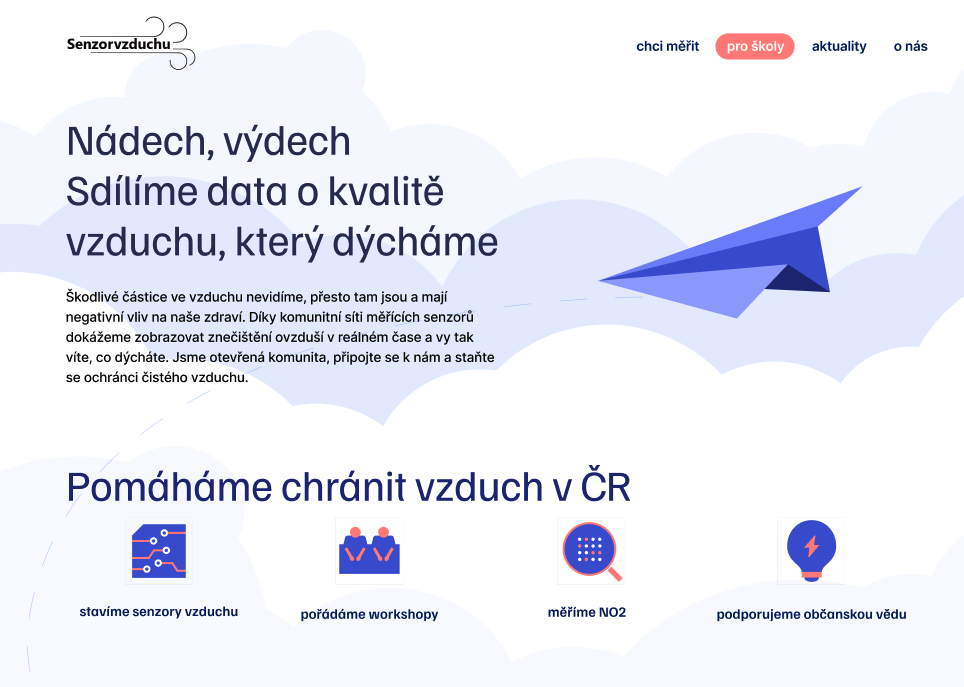 Senzorvzduchu
chci měřit
pro školy
aktuality
o nás
Nádech, výdech
Sdílíme data o kvalitě
vzduchu, který dýcháme
Škodlivé částice ve vzduchu nevidíme, přesto tam jsou a mají
negativní vliv na naše zdraví. Díky komunitní síti měřících senzorů
dokážeme zobrazovat znečištění ovzduší v reálném čase a vy tak
víte, co dýcháte. Jsme otevřená komunita, připojte se k nám a staňte
se ochránci čistého vzduchu.
Pomáháme chránit vzduch v ČR
stavíme senzory vzduchu
pořádáme workshopy
měříme NO2
podporujeme občanskou vědu